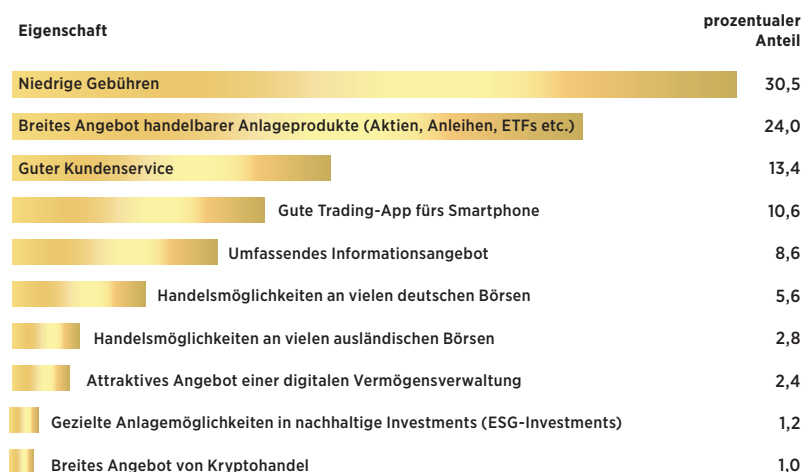 Eigenschaft
prozentualer
Anteil
Niedrige Gebühren 30,5
Breites Angebot handelbarer Anlageprodukte (Aktien, Anleihen, ETFs etc.) 24,0
Guter Kundenservice 13,4
Gute Trading-App fürs Smartphone 10,6
Umfassendes Informationsangebot 8,6
Handelsmöglichkeiten an vielen deutschen Börsen 5,6
Handelsmöglichkeiten an vielen ausländischen Börsen 2,8
Attraktives Angebot einer digitalen Vermögensverwaltung 2,4
Gezielte Anlagemöglichkeiten in nachhaltige Investments (ESG-Investments) 1,2
Breites Angebot von Kryptohandel 1,0